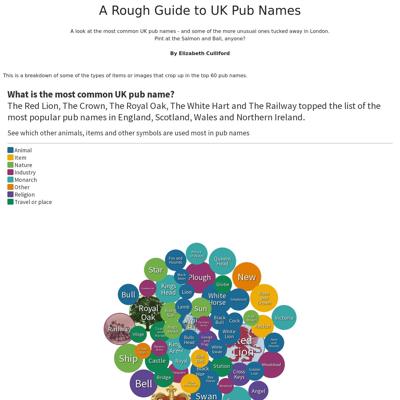 A Rough Guide to UK Pub Names
A look at the most common UK pub names - and some of the more unusual ones tucked away in London.
Pint at the Salmon and Ball, anyone?
By Elizabeth Culliford
This is a breakdown of some of the types of items or images that crop up in the top 60 pub names.
What is the most common UK pub name?
The Red Lion, The Crown, The Royal Oak, The White Hart and The Railway topped the list of the
most popular pub names in England, Scotland, Wales and Northern Ireland.
See which other animals, items and other symbols are used most in pub names
Animal
Item
Nature
Industry
Monarch
Other
Religion
Travel or place
Queens
Head
Star
Plough
New
Kings
Head
Lion
Bull
White
Horse
Royal
Oak
Sun
Victoria
Railway
Black
Bull
Cock
White
Lion
Red
Lion
Bulls
Head
Ship
Castle
Royal
Station
Bridge
Cross
Keys
Bell
Angel
Swan